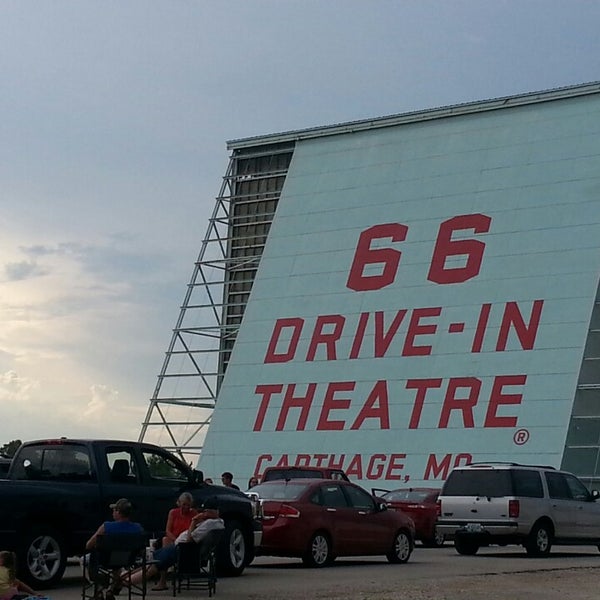 66
DRIVE-IN
THEATRE
®
CARTHAGE, MO.